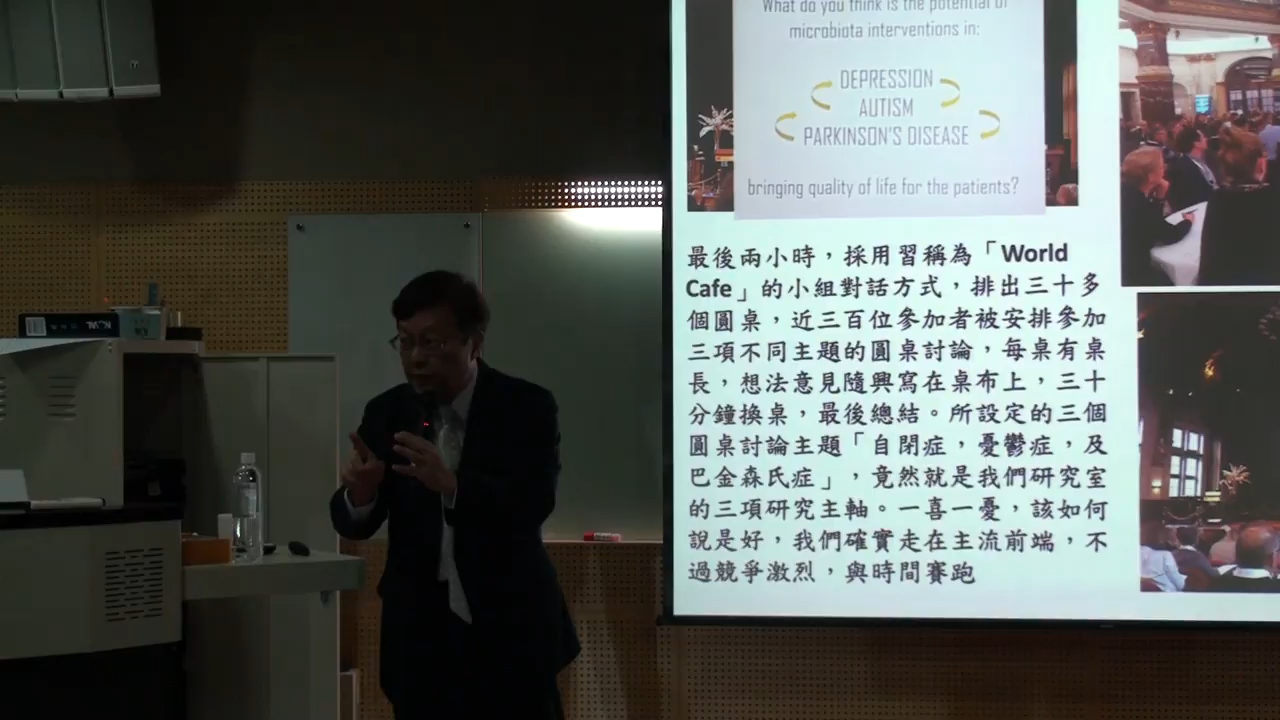 What do you think is the potential of
microbiota interventions in:
DEPRESSION
AUTISM
PARKINSON'S DISEASE
bringing quality of life for the patients?
最後兩小時，採用習稱為「World
Cafe」的小組對話方式，排出三十多
個圓桌，近三百位參加者被安排參加
三項不同主題的圓桌討論，每桌有桌
長，想法意見隨興寫在桌布上，三十
分鐘換桌，最後總結。所設定的三個
圓桌討論主題「自閉症，憂鬱症，及
巴金森氏症」，竟然就是我們研究室
的三項研究主軸。一喜一憂，該如何
說是好，我們確實走在主流前端，不
過競爭激烈，與時間賽跑